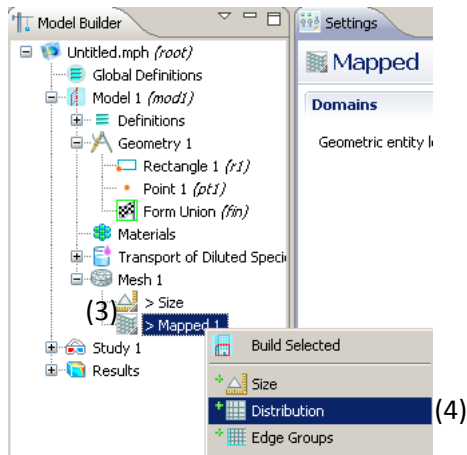 Model Builder
Untitled.mph (root)
Global Definitions
Model 1 (mod1)
Definitions
Geometry 1
Rectangle 1 (r1)
Point 1 (pt1)
Form Union (fin)
Materials
Transport of Diluted Speci
Mesh 1
(3) > Size
> Mapped 1
Study 1
Results
Settings
Mapped
Domains
Geometric entity l
Build Selected
Size
Distribution (4)
Edge Groups